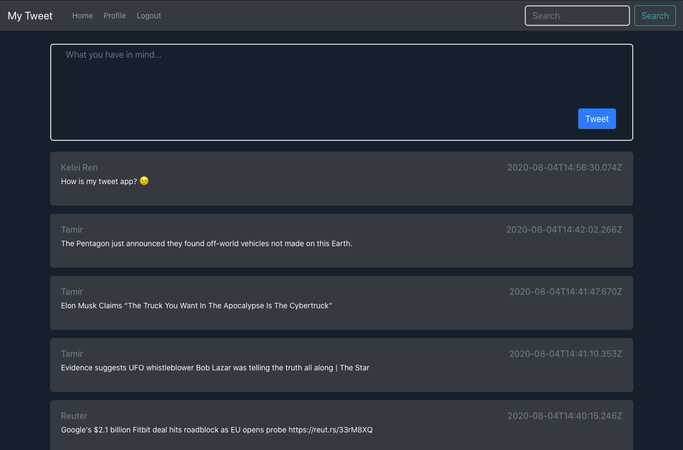 My Tweet Home Profile Logout Search Search
What you have in mind...
Tweet
Kelei Ren 2020-08-04T14:56:30.074Z
How is my tweet app? 😉
Tamir 2020-08-04T14:42:02.266Z
The Pentagon just announced they found off-world vehicles not made on this Earth.
Tamir 2020-08-04T14:41:47.670Z
Elon Musk Claims "The Truck You Want In The Apocalypse Is The Cybertruck"
Tamir 2020-08-04T14:41:10.353Z
Evidence suggests UFO whistleblower Bob Lazar was telling the truth all along | The Star
Reuter 2020-08-04T14:40:15.246Z
Google's $2.1 billion Fitbit deal hits roadblock as EU opens probe https://reut.rs/33rM8XQ